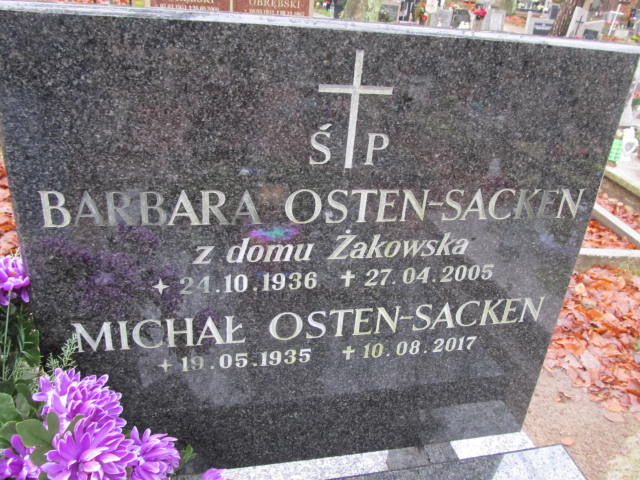 OBRĘBSKI
Ś P
BARBARA OSTEN-SACKEN
z domu Żakowska
24.10.1936 27.04.2005
MICHAŁ OSTEN-SACKEN
19.05.1935 10.08.2017